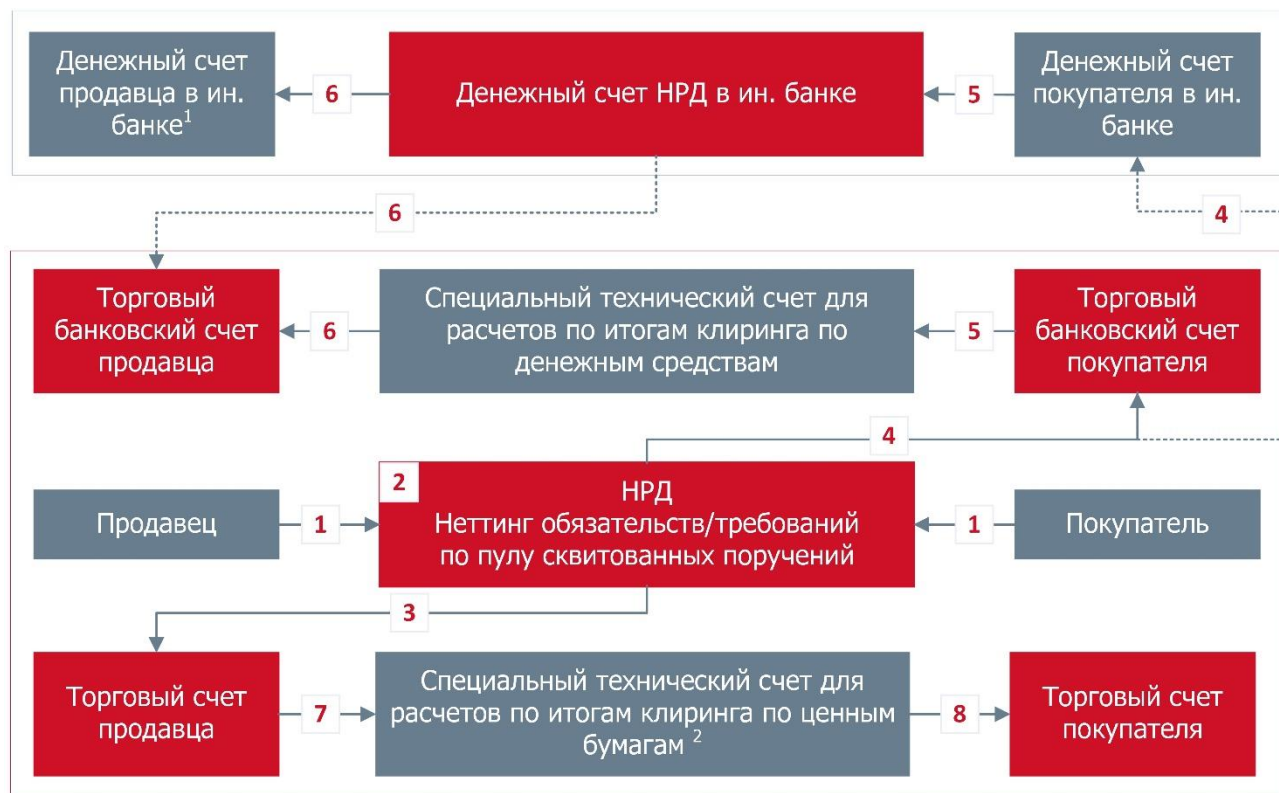 Денежный счет
продавца в ин.
банке1
6
Денежный счет НРД в ин. банке
5
Денежный счет
покупателя в ин.
банке
6
4
Торговый
банковский счет
продавца
6
Специальный технический счет для
расчетов по итогам клиринга по
денежным средствам
5
Торговый
банковский счет
покупателя
4
Продавец
1
2
НРД
Неттинг обязательств/требований
по пулу сквитованных поручений
1
Покупатель
3
Торговый счет
продавца
7
Специальный технический счет для
расчетов по итогам клиринга по ценным
бумагам 2
8
Торговый счет
покупателя